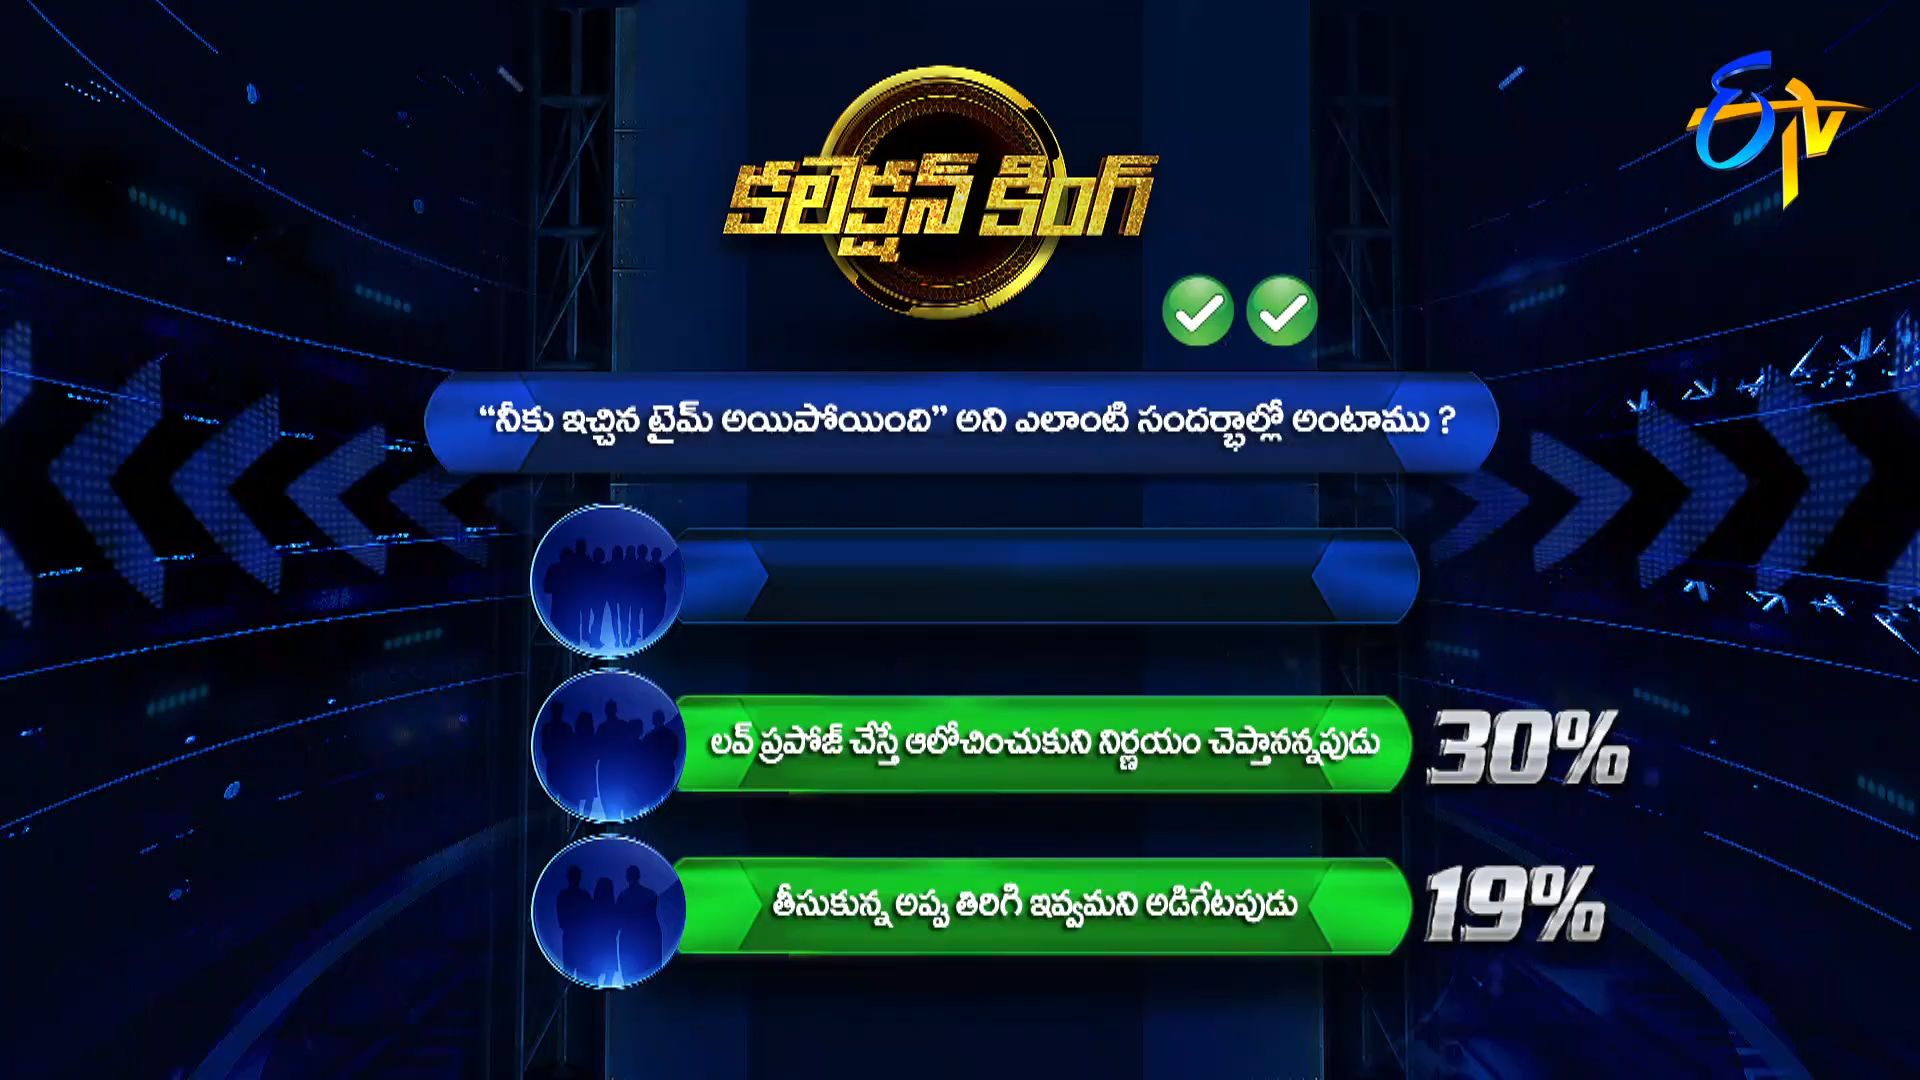 ETV
కలెక్షన్ కింగ్
“నీకు ఇచ్చిన టైమ్ అయిపోయింది” అని ఎలాంటి సందర్భాల్లో అంటాము ?
లవ్ ప్రపోజ్ చేస్తే ఆలోచించుకుని నిర్ణయం చెప్తానన్నపుడు 30%
తీసుకున్న అప్పు తిరిగి ఇవ్వమని అడిగేటపుడు 19%